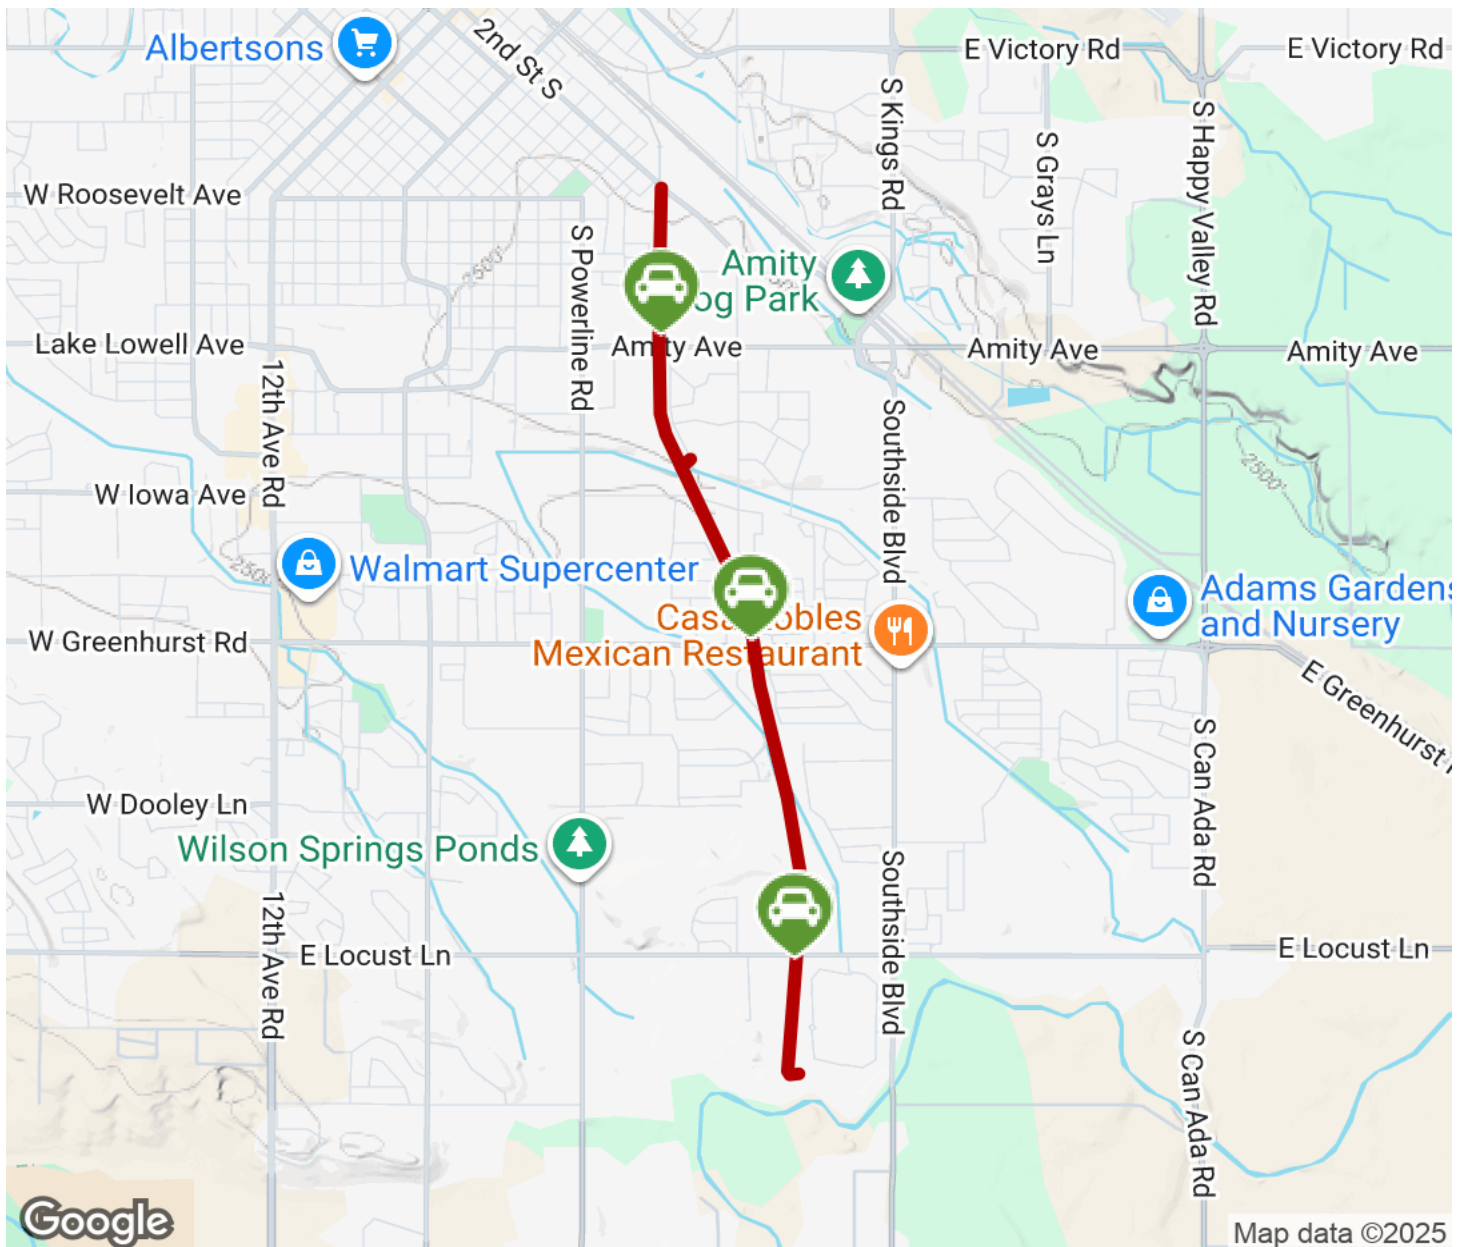 Albertsons
2nd St S
E Victory Rd
E Victory Rd
S Kings Rd
S Grays Ln
S Happy Valley Rd
W Roosevelt Ave
S Powerline Rd
2500'
Amity
og Park
Lake Lowell Ave
Amity Ave
Amity Ave
Amity Ave
12th Ave Rd
Southside Blvd
2500'
W Iowa Ave
2500'
Walmart Supercenter
Adams Gardens
and Nursery
Casa obles
Mexican Restaurant
W Greenhurst Rd
E Greenhurst
S Can Ada Rd
W Dooley Ln
Wilson Springs Ponds
12th Ave Rd
Southside Blvd
E Locust Ln
E Locust Ln
S Can Ada Rd
Google
Map data ©2025